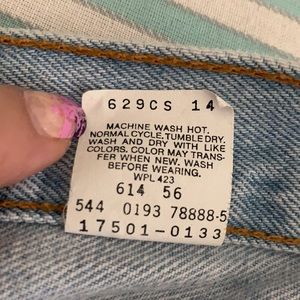 629CS 14
MACHINE WASH HOT.
NORMAL CYCLE. TUMBLE DRY.
WASH AND DRY WITH LIKE
COLORS. COLOR MAY TRANS-
FER WHEN NEW. WASH
BEFORE WEARING.
WPL 423
614 56
544 0193 78888-5
17501-0133